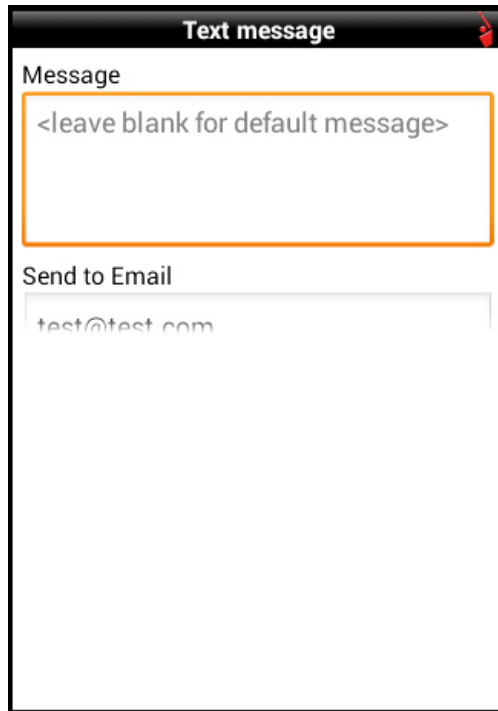 Text message
Message
<leave blank for default message>
Send to Email
test@test.com